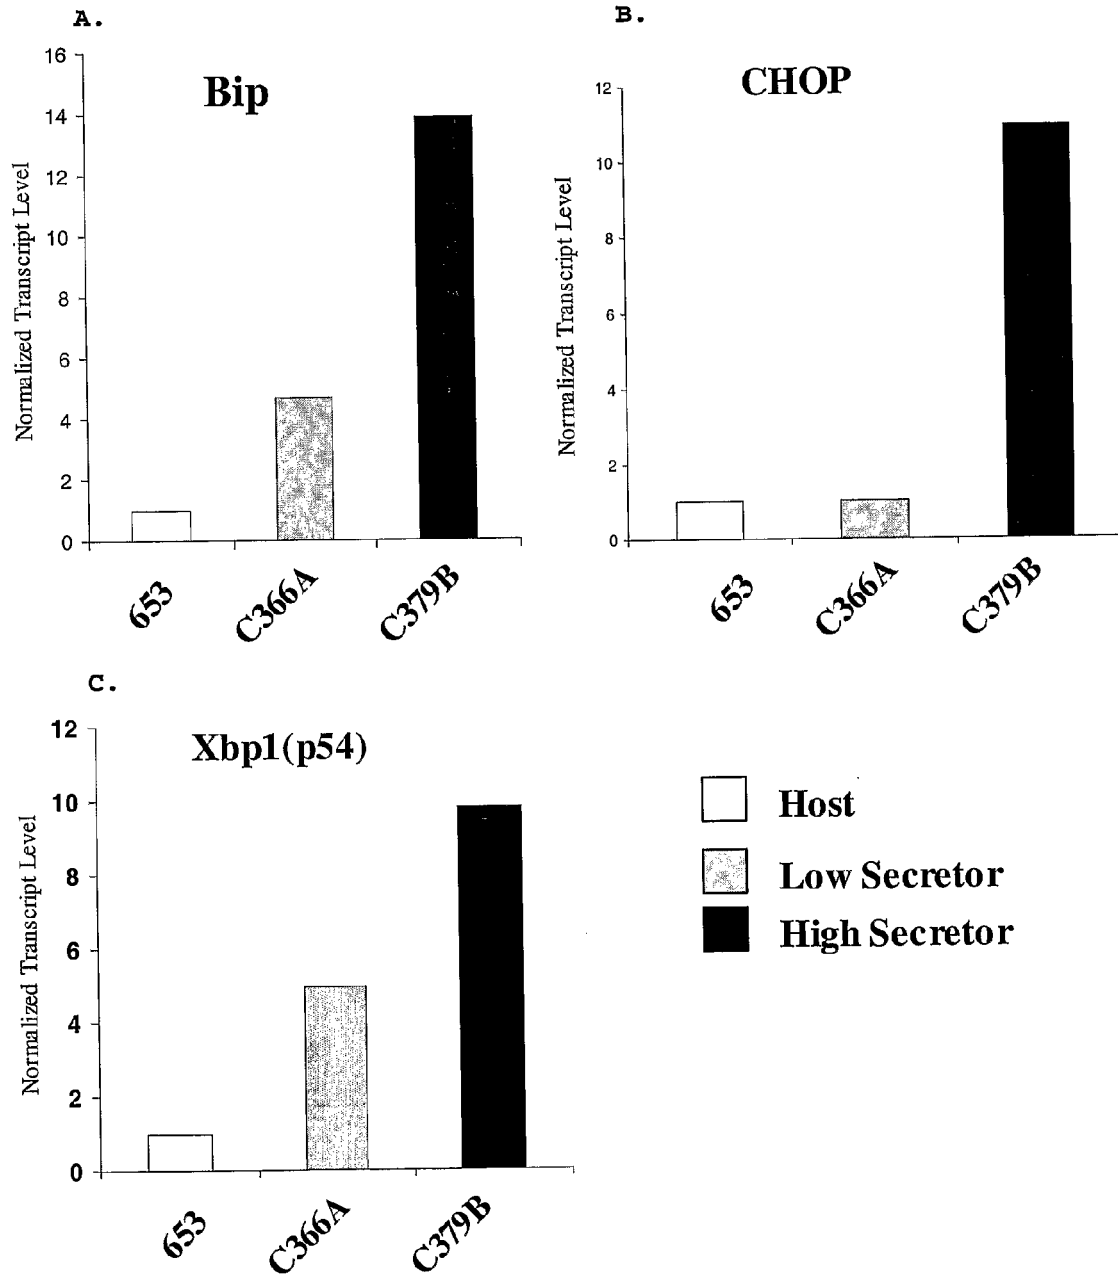 A.
Bip
Normalized Transcript Level
16
14
12
10
8
6
4
2
0
653
C366A
C379B
B.
CHOP
Normalized Transcript Level
12
10
8
6
4
2
0
653
C366A
C379B
C.
Xbp1(p54)
Normalized Transcript Level
12
10
8
6
4
2
0
653
C366A
C379B
Host
Low Secretor
High Secretor